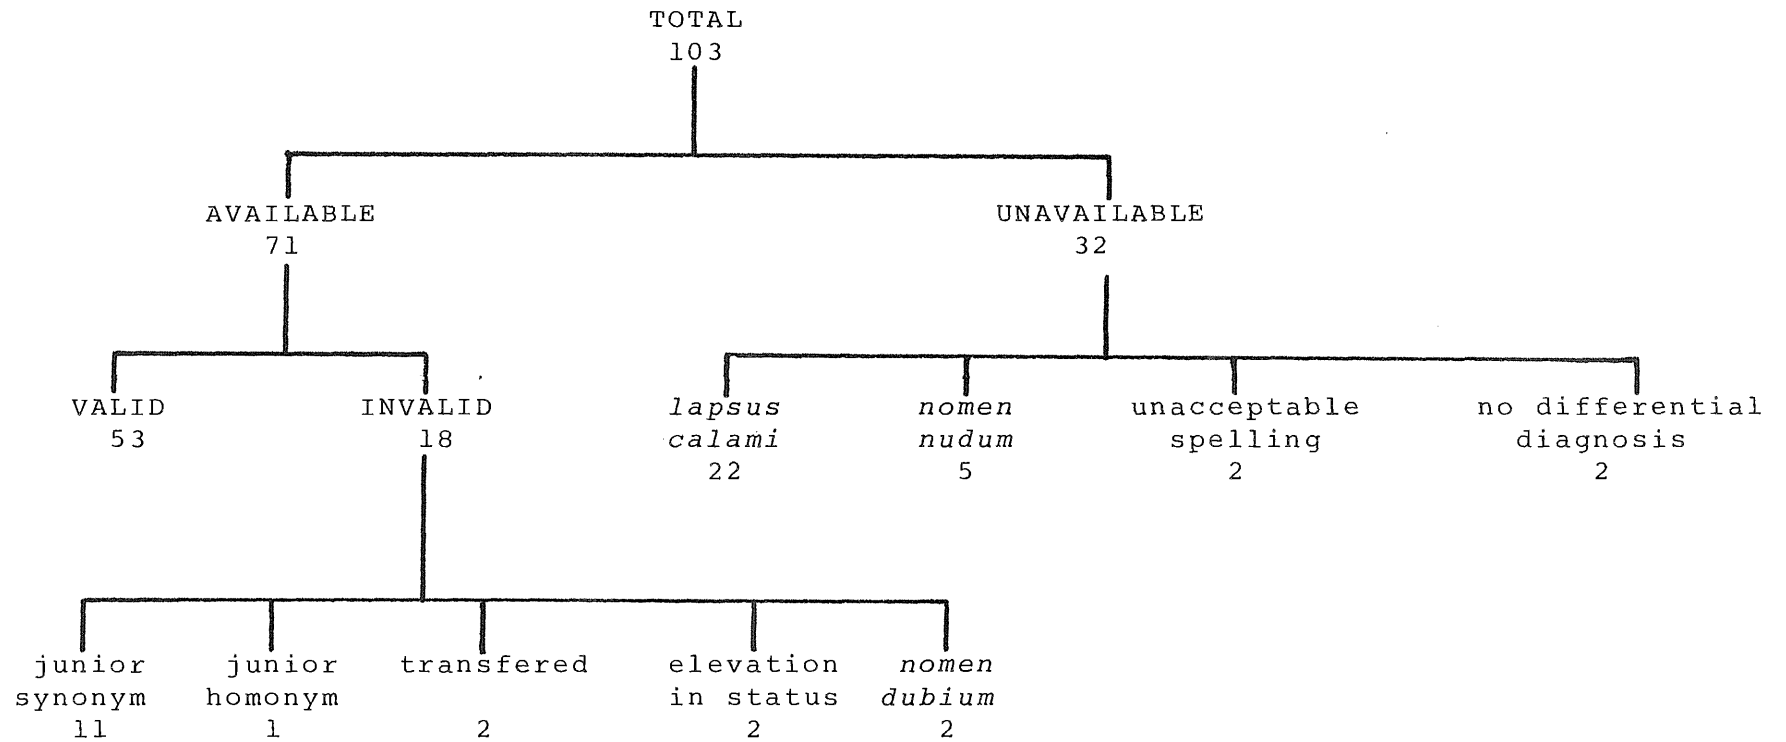 TOTAL
103
AVAILABLE
71
UNAVAILABLE
32
VALID
53
INVALID
18
lapsus
calami
22
nomen
nudum
5
unacceptable
spelling
2
no differential
diagnosis
2
junior
synonym
11
junior
homonym
1
transfered
2
elevation
in status
2
nomen
dubium
2